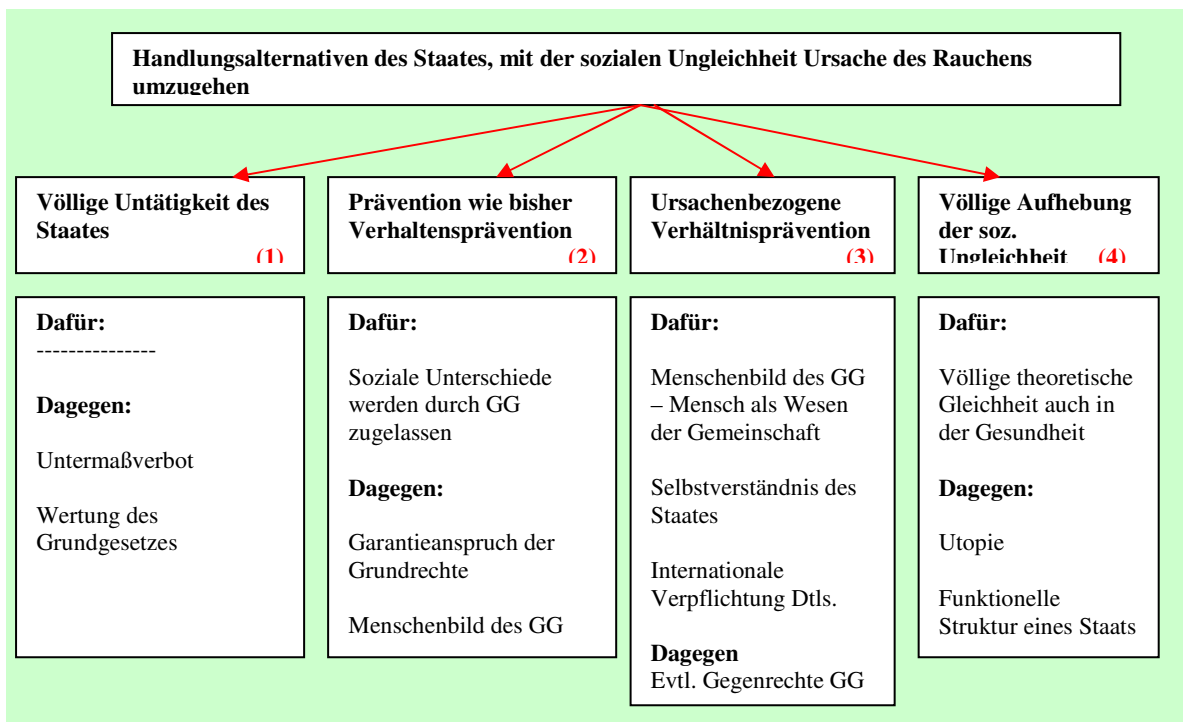 Handlungsalternativen des Staates, mit der sozialen Ungleichheit Ursache des Rauchens
umzugehen
Völlige Untätigkeit des
Staates
(1)
Prävention wie bisher
Verhaltensprävention
(2)
Ursachenbezogene
Verhältnisprävention
(3)
Völlige Aufhebung
der soz.
Ungleichheit (4)
Dafür:
---------------
Dagegen:
Untermaßverbot
Wertung des
Grundgesetzes
Dafür:
Soziale Unterschiede
werden durch GG
zugelassen
Dagegen:
Garantieanspruch der
Grundrechte
Menschenbild des GG
Dafür:
Menschenbild des GG
– Mensch als Wesen
der Gemeinschaft
Selbstverständnis des
Staates
Internationale
Verpflichtung Dtls.
Dagegen
Evtl. Gegenrechte GG
Dafür:
Völlige theoretische
Gleichheit auch in
der Gesundheit
Dagegen:
Utopie
Funktionelle
Struktur eines Staats